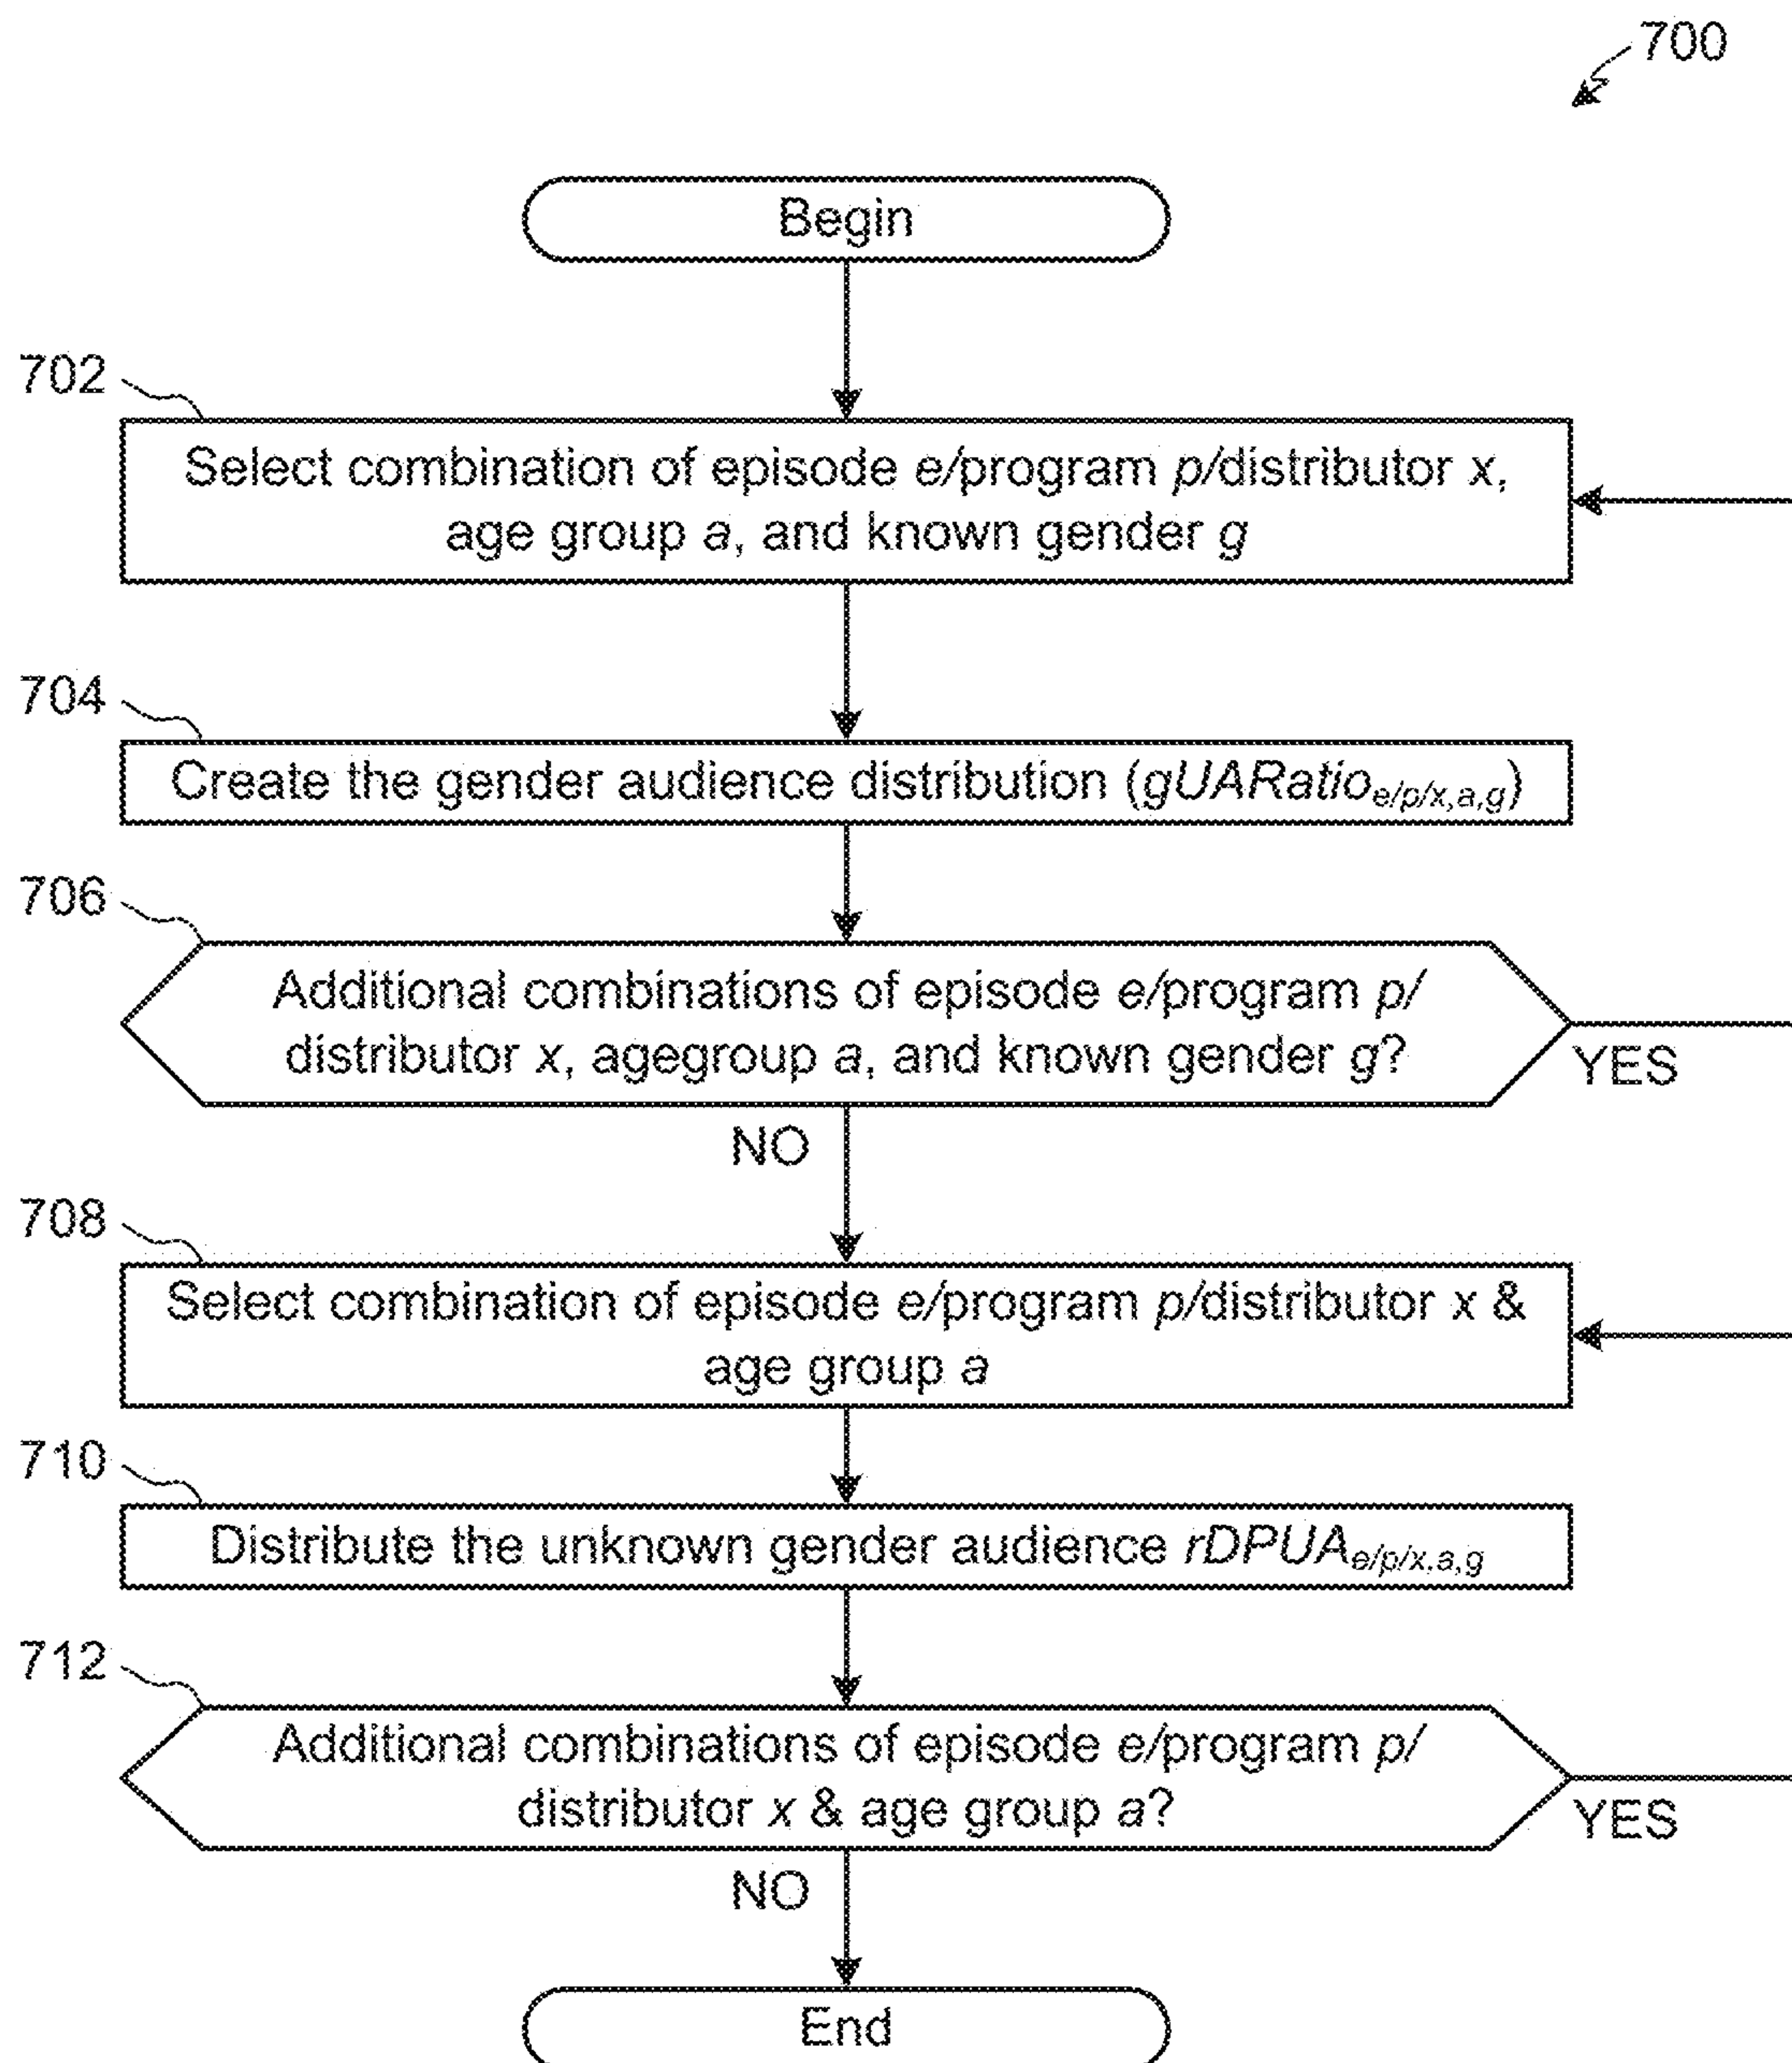 700
Begin
702
Select combination of episode e/program p/distributor x,
age group a, and known gender g
704
Create the gender audience distribution (gUARatio e/p/x,a,g)
706
Additional combinations of episode e/program p/
distributor x, agegroup a, and known gender g?
YES
NO
708
Select combination of episode e/program p/distributor x &
age group a
710
Distribute the unknown gender audience rDPUA e/p/x,a,g
712
Additional combinations of episode e/program p/
distributor x & age group a?
YES
NO
End